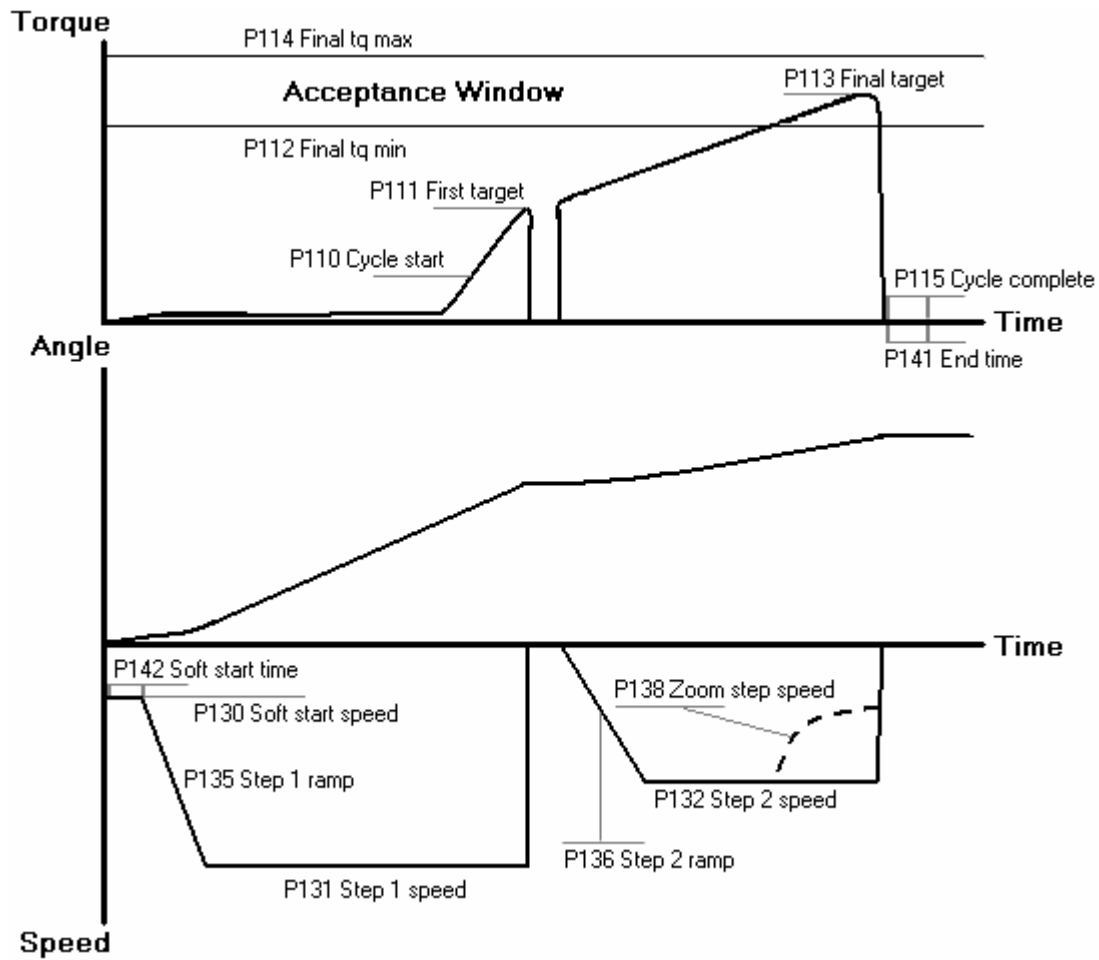 Torque
P114 Final tq max
P113 Final target
Acceptance Window
P112 Final tq min
P111 First target
P110 Cycle start
P115 Cycle complete
Time
P141 End time
Angle
Time
P142 Soft start time
P130 Soft start speed
P138 Zoom step speed
P135 Step 1 ramp
P132 Step 2 speed
P136 Step 2 ramp
P131 Step 1 speed
Speed